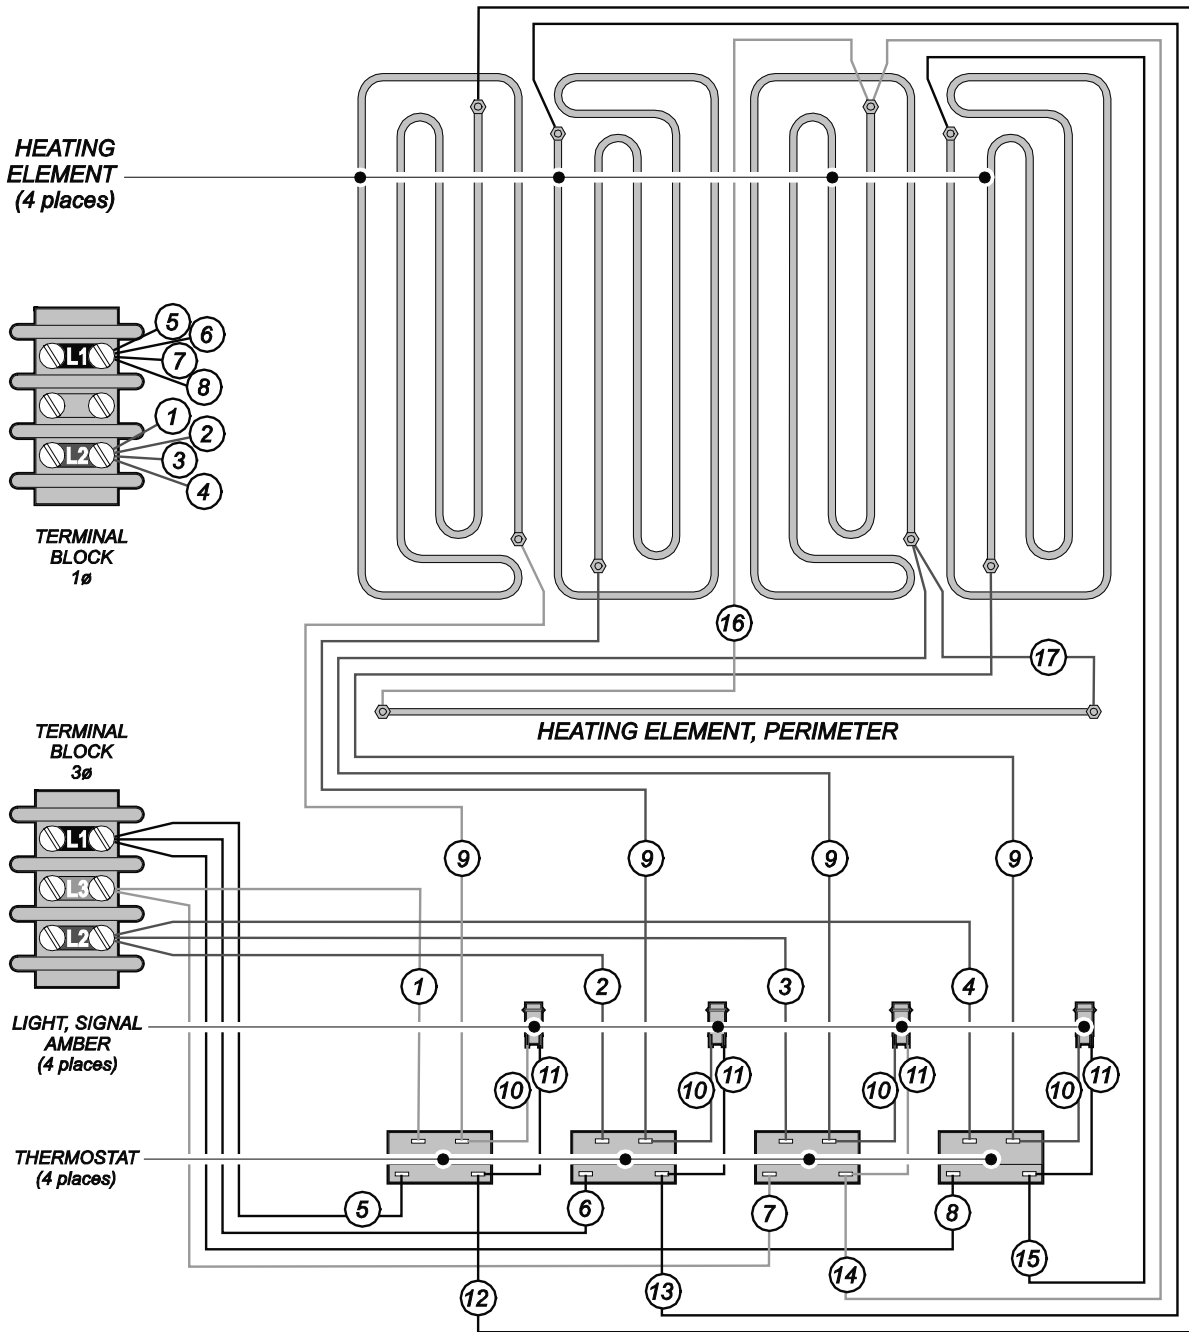 HEATING
ELEMENT
(4 places)
5
6
L1
7
8
1
2
L2
3
4
TERMINAL
BLOCK
1ø
16
17
HEATING ELEMENT, PERIMETER
TERMINAL
BLOCK
3ø
L1
9
9
9
9
L3
L2
1
2
3
4
LIGHT, SIGNAL
AMBER
(4 places)
10
11
10
11
10
11
10
11
THERMOSTAT
(4 places)
5
6
7
8
12
13
14
15